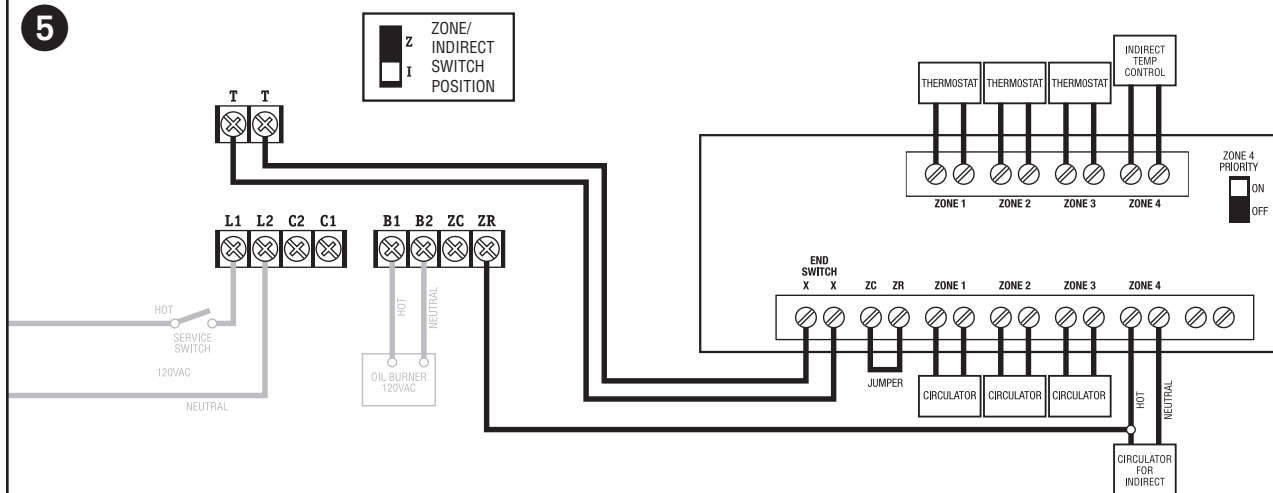 5
Z
I
ZONE/
INDIRECT
SWITCH
POSITION
INDIRECT
TEMP
CONTROL
THERMOSTAT THERMOSTAT THERMOSTAT
T T
ZONE 1 ZONE 2 ZONE 3 ZONE 4
ZONE 4
PRIORITY
ON
OFF
L1 L2 C2 C1
B1 B2 ZC ZR
END
SWITCH
X X ZC ZR ZONE 1 ZONE 2 ZONE 3 ZONE 4
HOT
SERVICE
SWITCH
120VAC
NEUTRAL
HOT
NEUTRAL
OIL BURNER
120VAC
JUMPER
CIRCULATOR CIRCULATOR CIRCULATOR
HOT
NEUTRAL
CIRCULATOR
FOR
INDIRECT